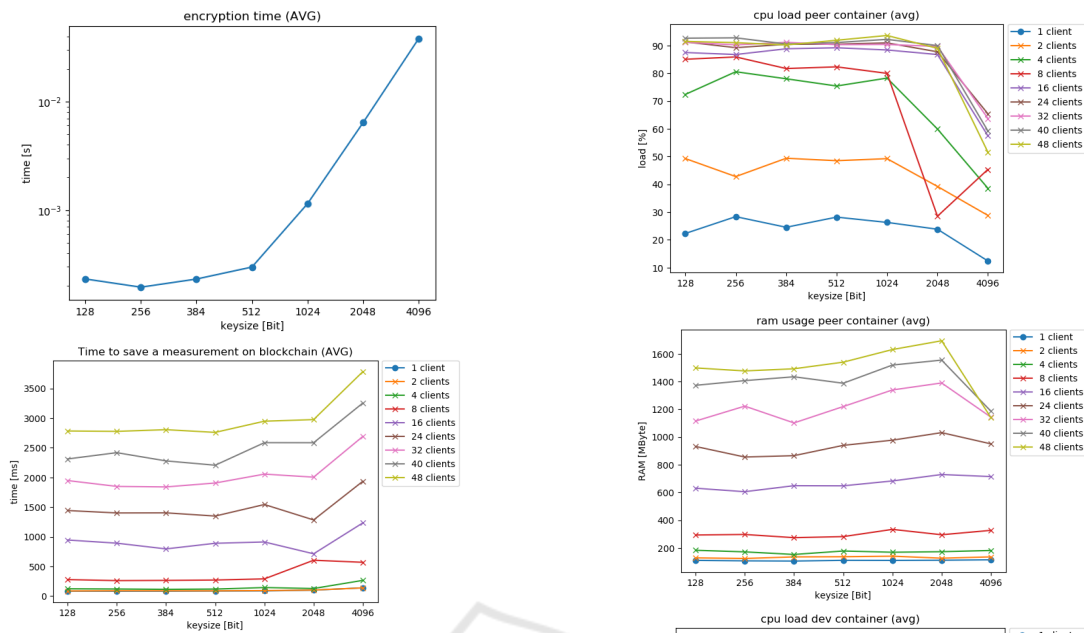 encryption time (AVG)
10⁻²
10⁻³
time [s]
128 256 384 512 1024 2048 4096
keysize [Bit]
Time to save a measurement on blockchain (AVG)
3500
3000
2500
2000
1500
1000
500
0
time [ms]
128 256 384 512 1024 2048 4096
keysize [Bit]
1 client
2 clients
4 clients
8 clients
16 clients
24 clients
32 clients
40 clients
48 clients
cpu load peer container (avg)
90
80
70
60
50
40
30
20
10
load [%]
128 256 384 512 1024 2048 4096
keysize [Bit]
1 client
2 clients
4 clients
8 clients
16 clients
24 clients
32 clients
40 clients
48 clients
ram usage peer container (avg)
1600
1400
1200
1000
800
600
400
200
RAM [MByte]
128 256 384 512 1024 2048 4096
keysize [Bit]
1 client
2 clients
4 clients
8 clients
16 clients
24 clients
32 clients
40 clients
48 clients
cpu load dev container (avg)